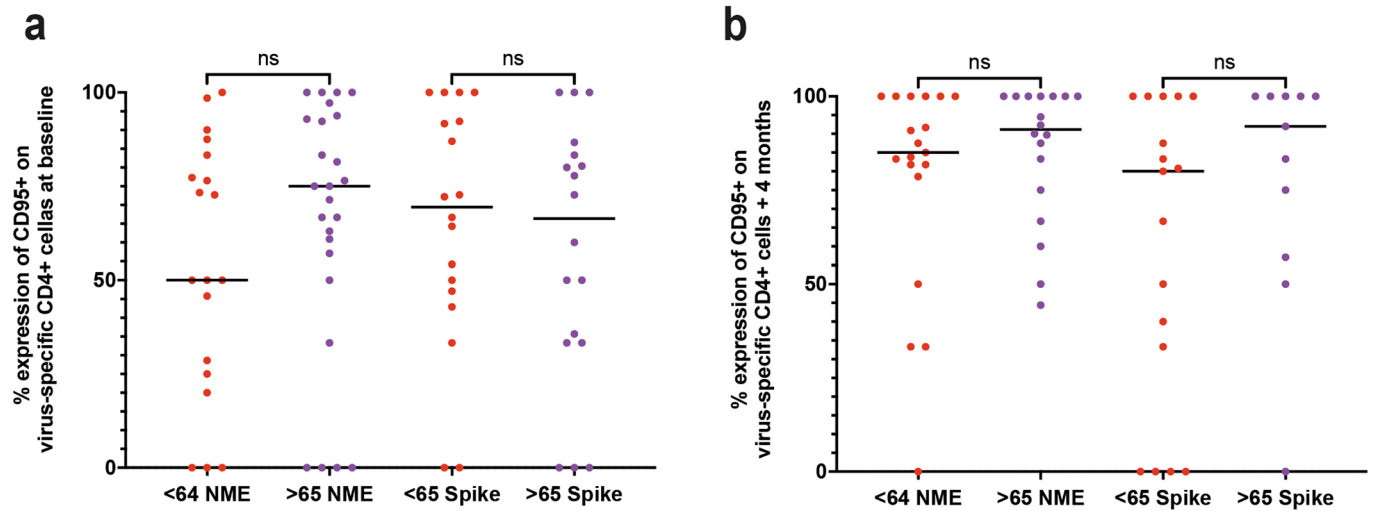 a
% expression of CD95+ on
virus-specific CD4+ cellas at baseline
ns
ns
100
50
0
<64 NME
>65 NME
<65 Spike
>65 Spike
b
% expression of CD95+ on
virus-specific CD4+ cells + 4 months
ns
ns
100
50
0
<64 NME
>65 NME
<65 Spike
>65 Spike